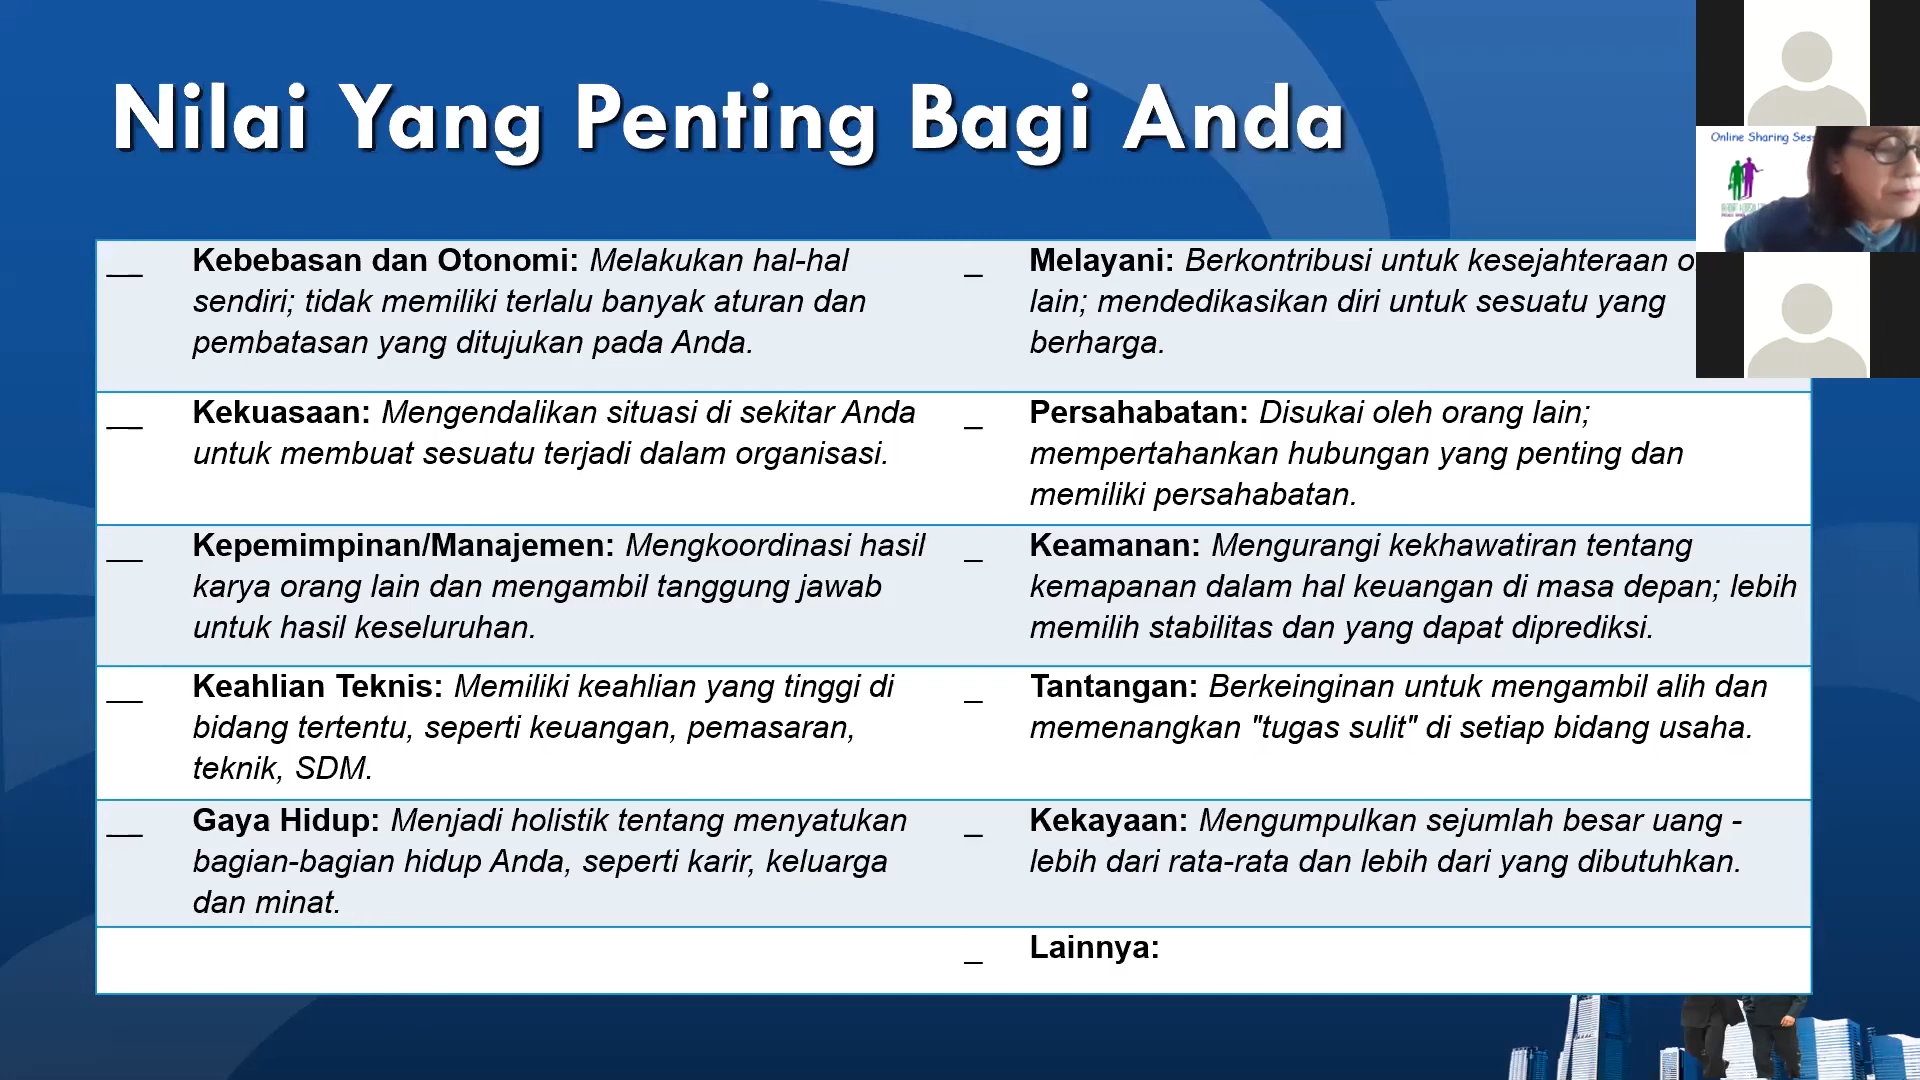 Nilai Yang Penting Bagi Anda
Online Sharing
__ Kebebasan dan Otonomi: Melakukan hal-hal
sendiri; tidak memiliki terlalu banyak aturan dan
pembatasan yang ditujukan pada Anda.
_ Melayani: Berkontribusi untuk kesejahteraan
lain; mendedikasikan diri untuk sesuatu yang
berharga.
__ Kekuasaan: Mengendalikan situasi di sekitar Anda
untuk membuat sesuatu terjadi dalam organisasi.
_ Persahabatan: Disukai oleh orang lain;
mempertahankan hubungan yang penting dan
memiliki persahabatan.
__ Kepemimpinan/Manajemen: Mengkoordinasi hasil
karya orang lain dan mengambil tanggung jawab
untuk hasil keseluruhan.
_ Keamanan: Mengurangi kekhawatiran tentang
kemapanan dalam hal keuangan di masa depan; lebih
memilih stabilitas dan yang dapat diprediksi.
__ Keahlian Teknis: Memiliki keahlian yang tinggi di
bidang tertentu, seperti keuangan, pemasaran,
teknik, SDM.
_ Tantangan: Berkeinginan untuk mengambil alih dan
memenangkan "tugas sulit" di setiap bidang usaha.
__ Gaya Hidup: Menjadi holistik tentang menyatukan
bagian-bagian hidup Anda, seperti karir, keluarga
dan minat.
_ Kekayaan: Mengumpulkan sejumlah besar uang -
lebih dari rata-rata dan lebih dari yang dibutuhkan.
_ Lainnya: